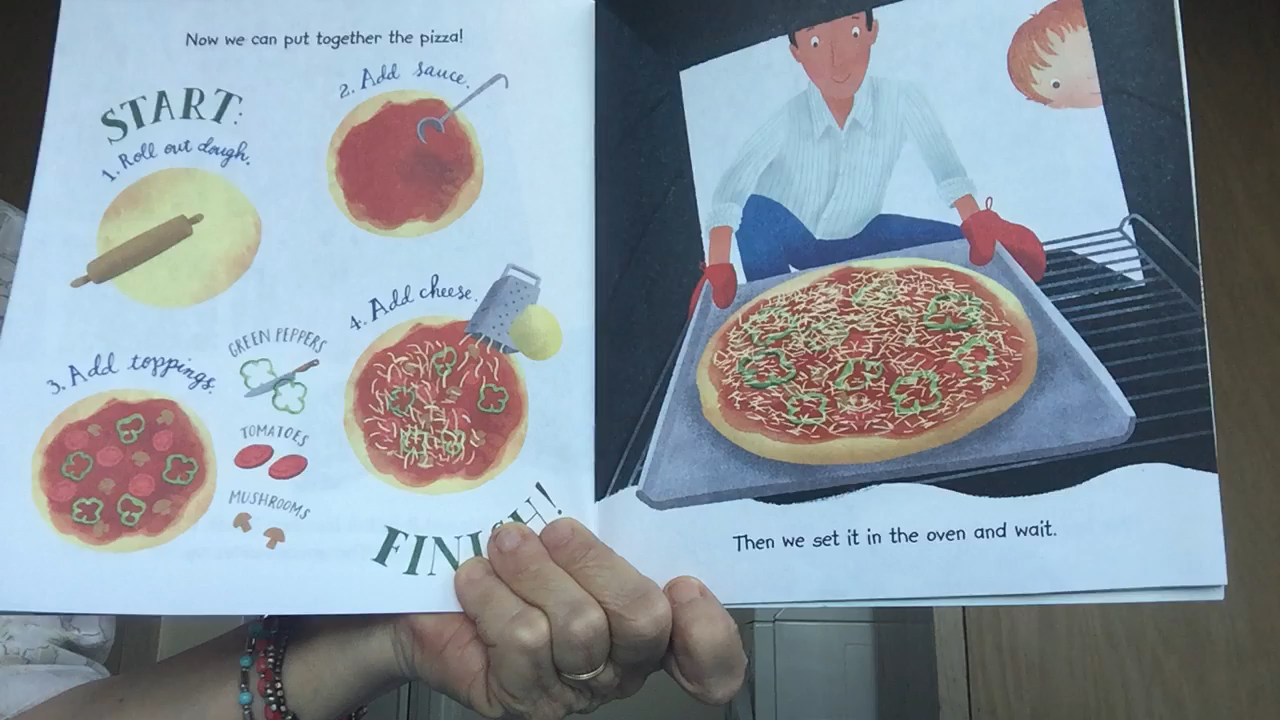 Now we can put together the pizza!
START:
1. Roll out dough.
2. Add sauce.
3. Add toppings.
GREEN PEPPERS
TOMATOES
MUSHROOMS
4. Add cheese.
FINISH!
Then we set it in the oven and wait.